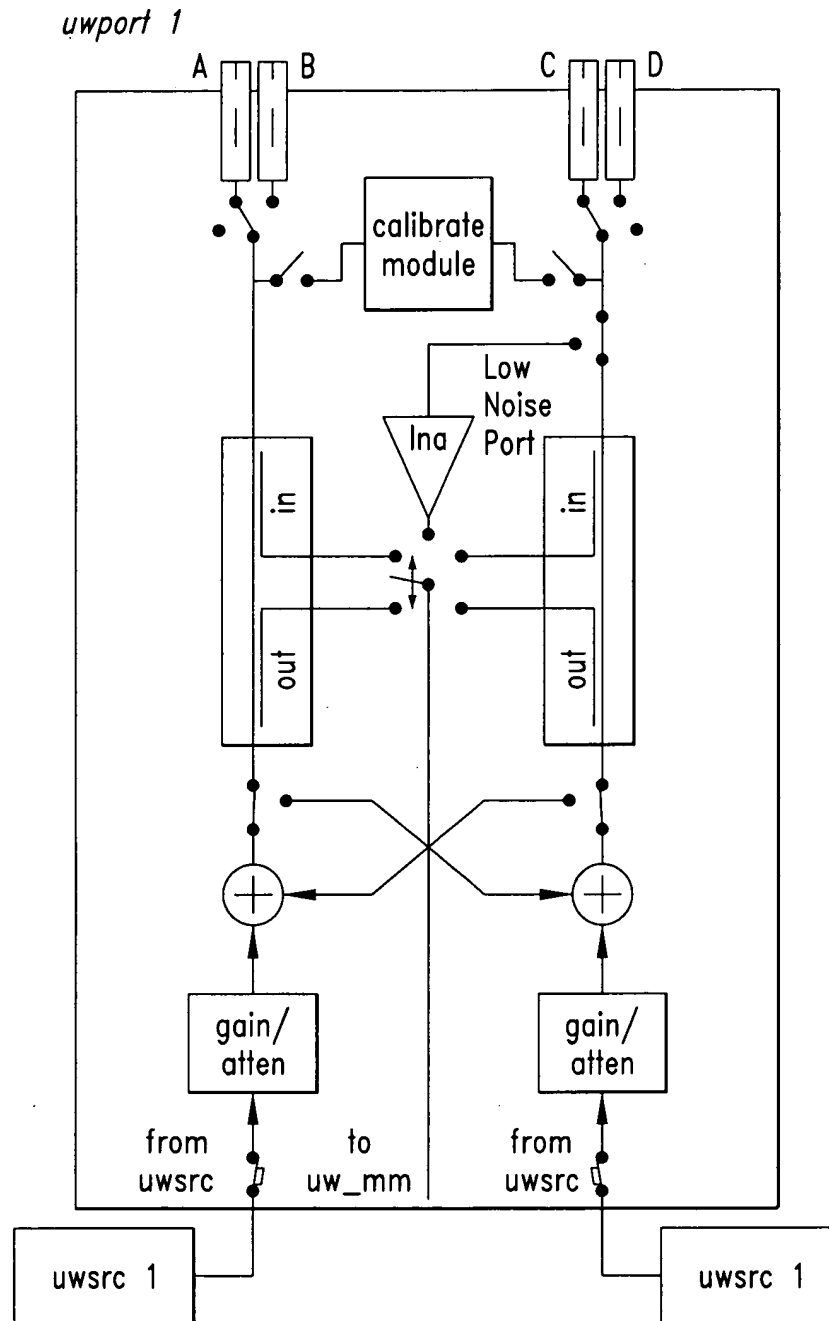 uwport 1
A
B
C
D
calibrate
module
Low
Noise
Port
lna
in
in
out
out
gain/
atten
gain/
atten
from
uwsrc
to
uw_mm
from
uwsrc
uwsrc 1
uwsrc 1